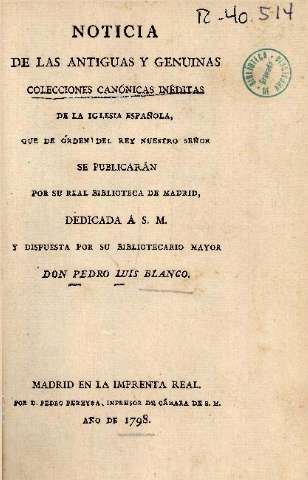 R-40.514
NOTICIA
DE LAS ANTIGUAS Y GENUINAS
COLECCIONES CANÓNICAS INÉDITAS
DE LA IGLESIA ESPAÑOLA,
QUE DE ÓRDEN DEL REY NUESTRO SEÑOR
SE PUBLICARÁN
POR SU REAL BIBLIOTECA DE MADRID,
DEDICADA Á S. M.
Y DISPUESTA POR SU BIBLIOTECARIO MAYOR
DON PEDRO LUIS BLANCO.
MADRID EN LA IMPRENTA REAL.
POR D. PEDRO PEREYRA, IMPRESOR DE CÁMARA DE S. M.
AÑO DE 1798.